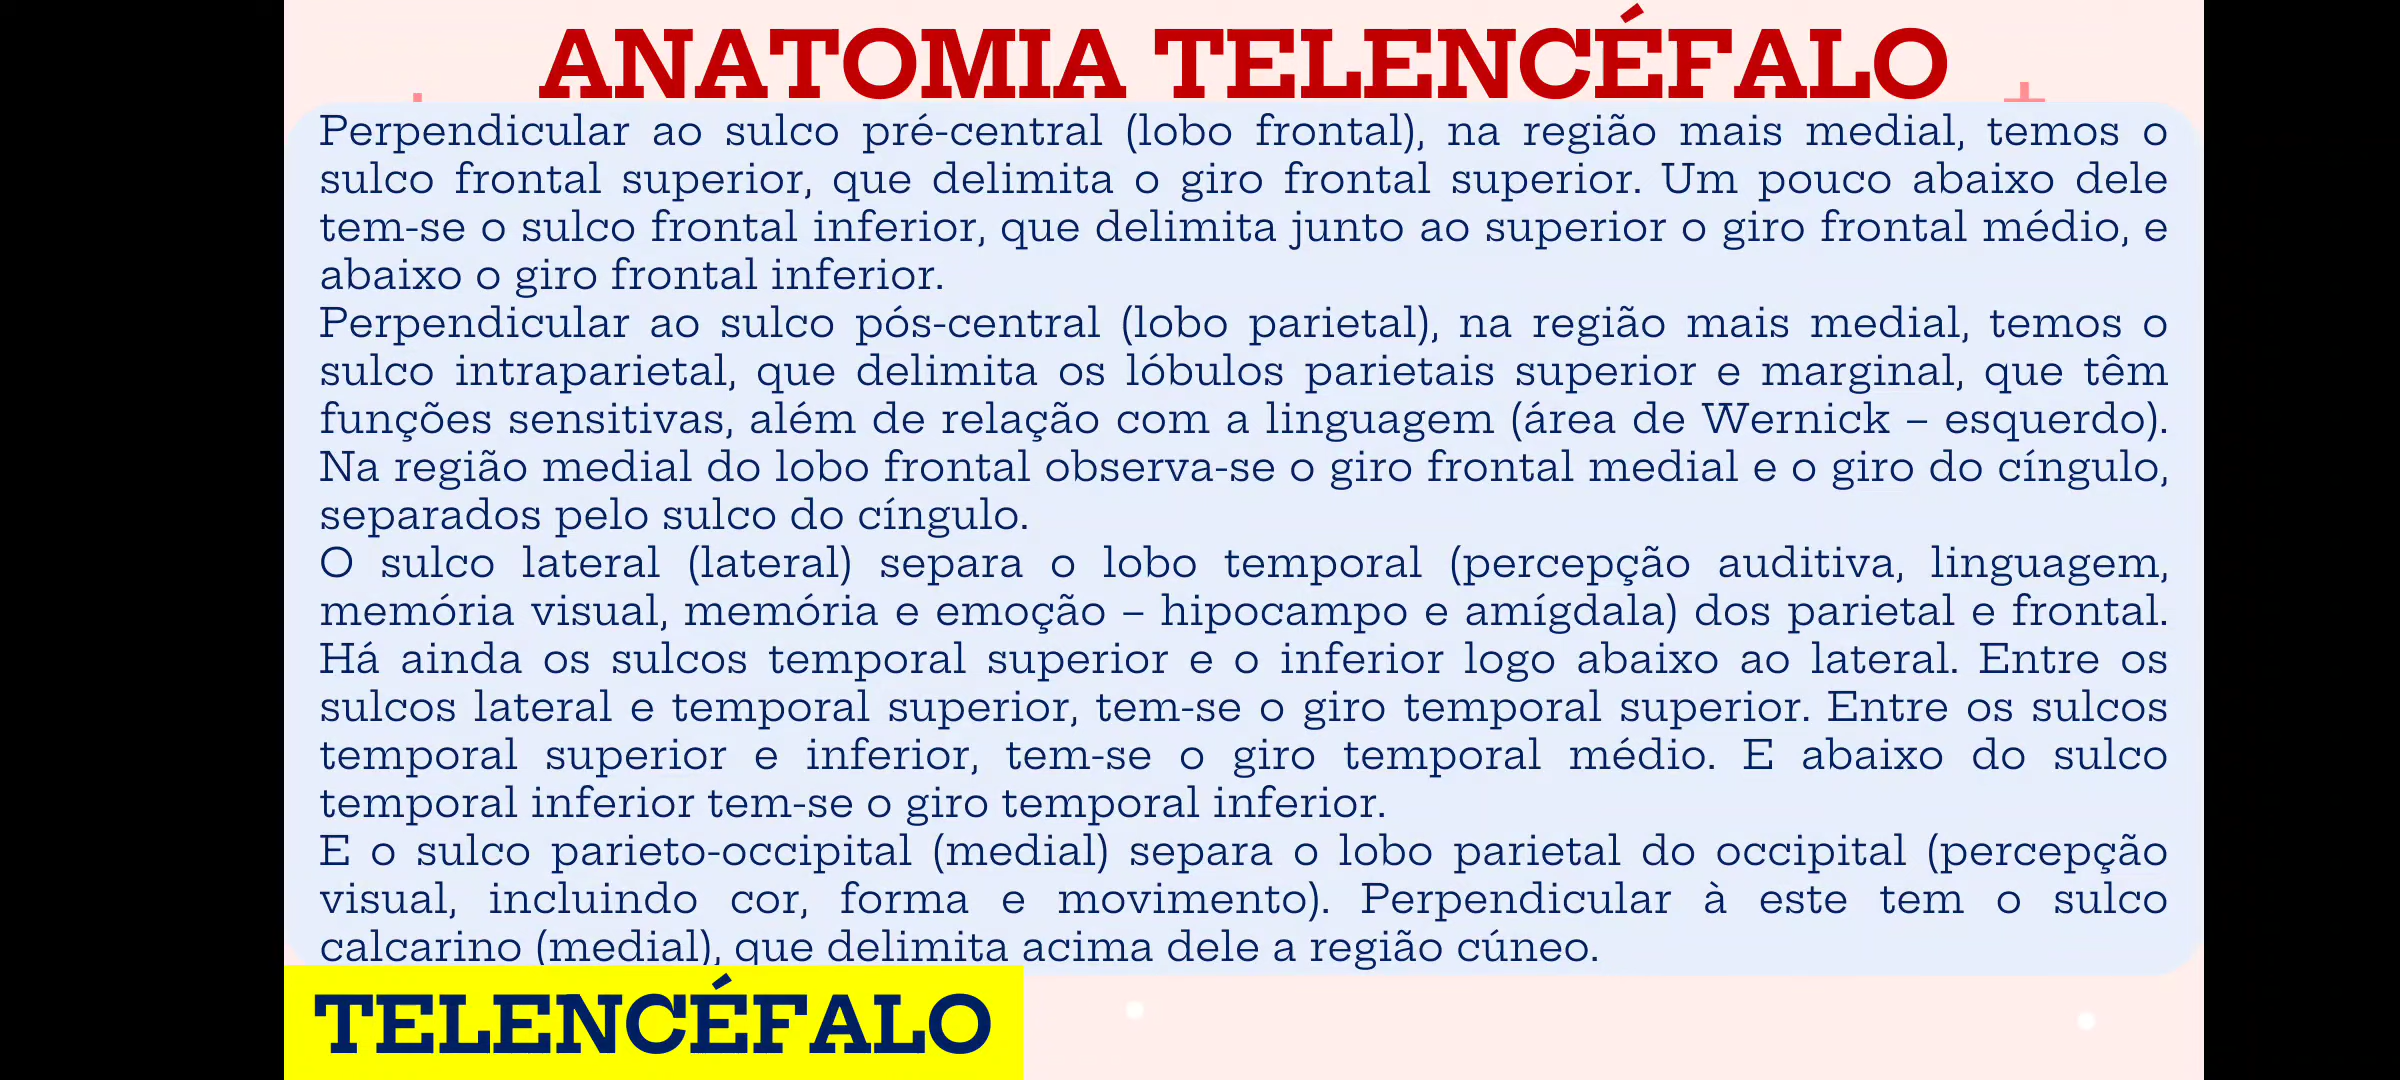 ANATOMIA TELENCÉFALO
Perpendicular ao sulco pré-central (lobo frontal), na região mais medial, temos o
sulco frontal superior, que delimita o giro frontal superior. Um pouco abaixo dele
tem-se o sulco frontal inferior, que delimita junto ao superior o giro frontal médio, e
abaixo o giro frontal inferior.
Perpendicular ao sulco pós-central (lobo parietal), na região mais medial, temos o
sulco intraparietal, que delimita os lóbulos parietais superior e marginal, que têm
funções sensitivas, além de relação com a linguagem (área de Wernick – esquerdo).
Na região medial do lobo frontal observa-se o giro frontal medial e o giro do cíngulo,
separados pelo sulco do cíngulo.
O sulco lateral (lateral) separa o lobo temporal (percepção auditiva, linguagem,
memória visual, memória e emoção – hipocampo e amígdala) dos parietal e frontal.
Há ainda os sulcos temporal superior e o inferior logo abaixo ao lateral. Entre os
sulcos lateral e temporal superior, tem-se o giro temporal superior. Entre os sulcos
temporal superior e inferior, tem-se o giro temporal médio. E abaixo do sulco
temporal inferior tem-se o giro temporal inferior.
E o sulco parieto-occipital (medial) separa o lobo parietal do occipital (percepção
visual, incluindo cor, forma e movimento). Perpendicular à este tem o sulco
calcarino (medial), que delimita acima dele a região cúneo.
TELENCÉFALO